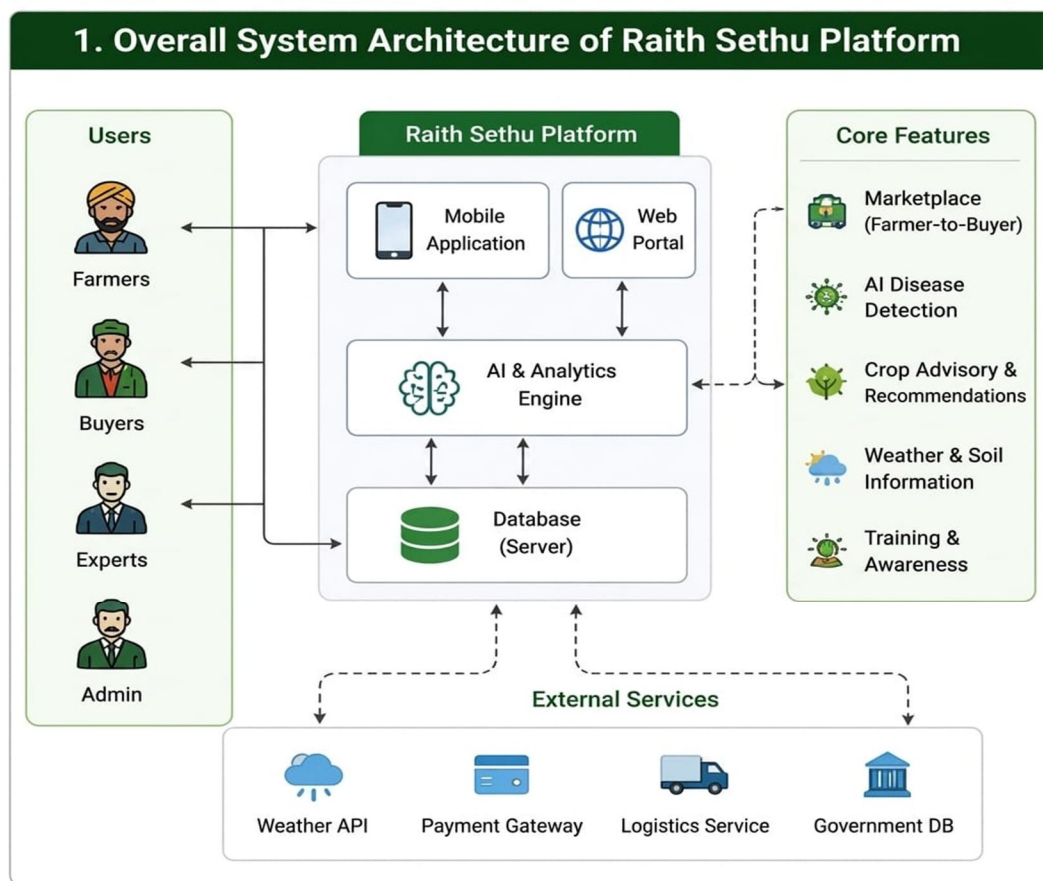 1. Overall System Architecture of Raith Sethu Platform
Users
Farmers
Buyers
Experts
Admin
Raith Sethu Platform
Mobile
Application
Web
Portal
AI & Analytics
Engine
Database
(Server)
Core Features
Marketplace
(Farmer-to-Buyer)
AI Disease
Detection
Crop Advisory &
Recommendations
Weather & Soil
Information
Training &
Awareness
External Services
Weather API
Payment Gateway
Logistics Service
Government DB